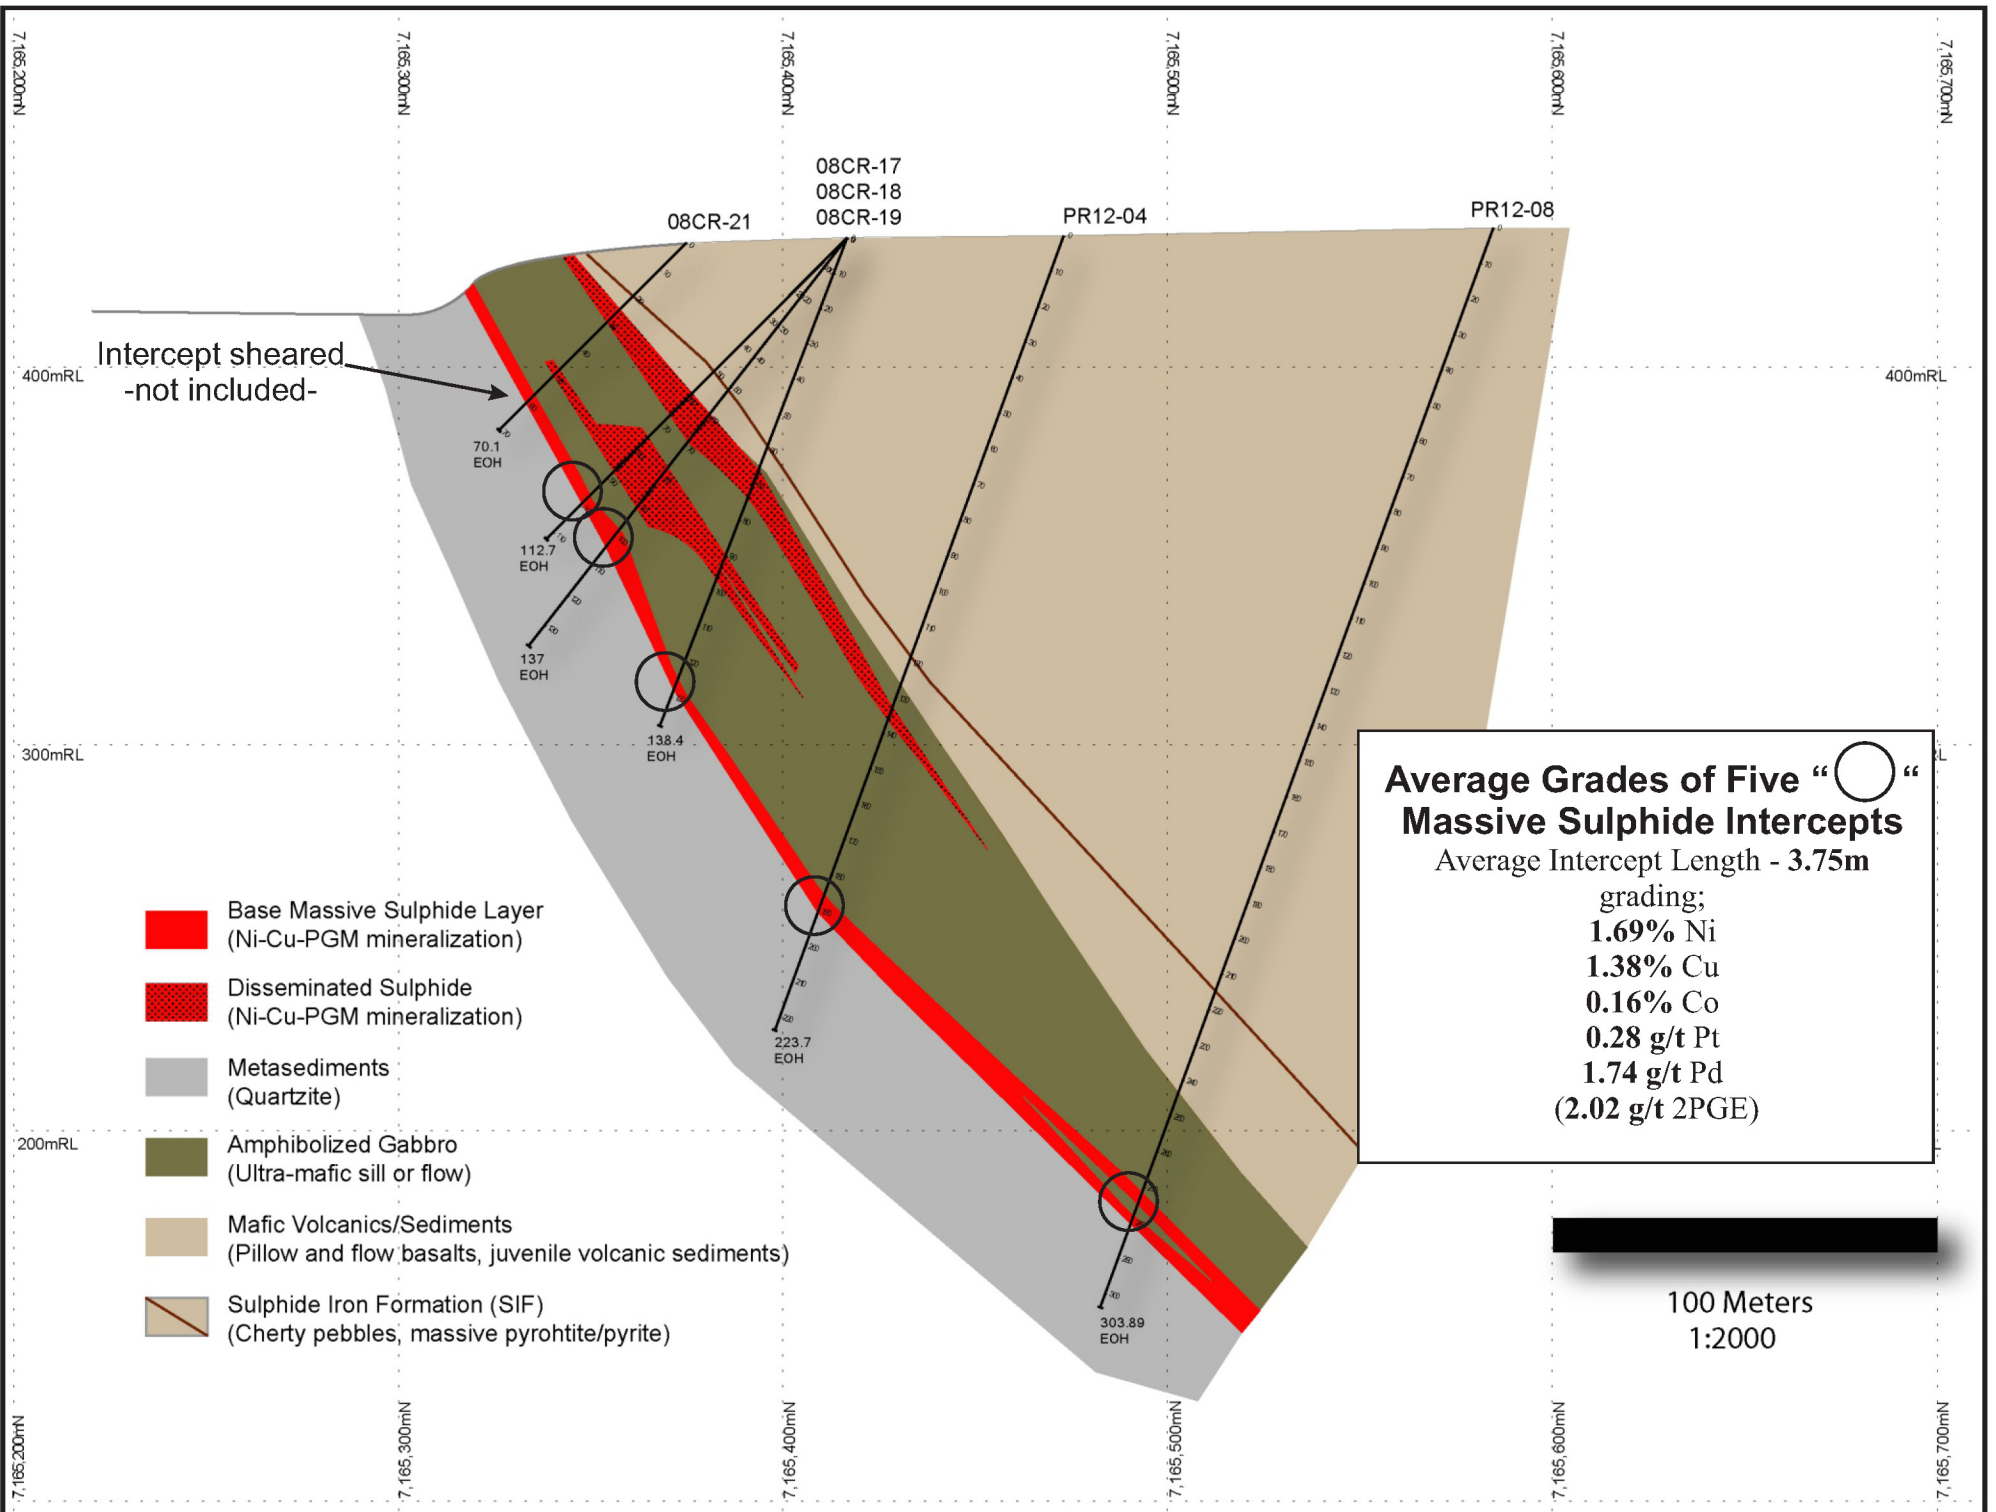 7,165,200mN
7,165,300mN
7,165,400mN
7,165,500mN
7,165,600mN
7,165,700mN
08CR-17
08CR-18
08CR-19
08CR-21
PR12-04
PR12-08
Intercept sheared
-not included-
400mRL
400mRL
70.1
EOH
112.7
EOH
137
EOH
138.4
EOH
300mRL
RL
223.7
EOH
200mRL
303.89
EOH
Average Grades of Five “ “
Massive Sulphide Intercepts
Average Intercept Length - 3.75m
grading;
1.69% Ni
1.38% Cu
0.16% Co
0.28 g/t Pt
1.74 g/t Pd
(2.02 g/t 2PGE)
Base Massive Sulphide Layer
(Ni-Cu-PGM mineralization)
Disseminated Sulphide
(Ni-Cu-PGM mineralization)
Metasediments
(Quartzite)
Amphibolized Gabbro
(Ultra-mafic sill or flow)
Mafic Volcanics/Sediments
(Pillow and flow basalts, juvenile volcanic sediments)
Sulphide Iron Formation (SIF)
(Cherty pebbles, massive pyrohtite/pyrite)
100 Meters
1:2000
7,165,200mN
7,165,300mN
7,165,400mN
7,165,500mN
7,165,600mN
7,165,700mN